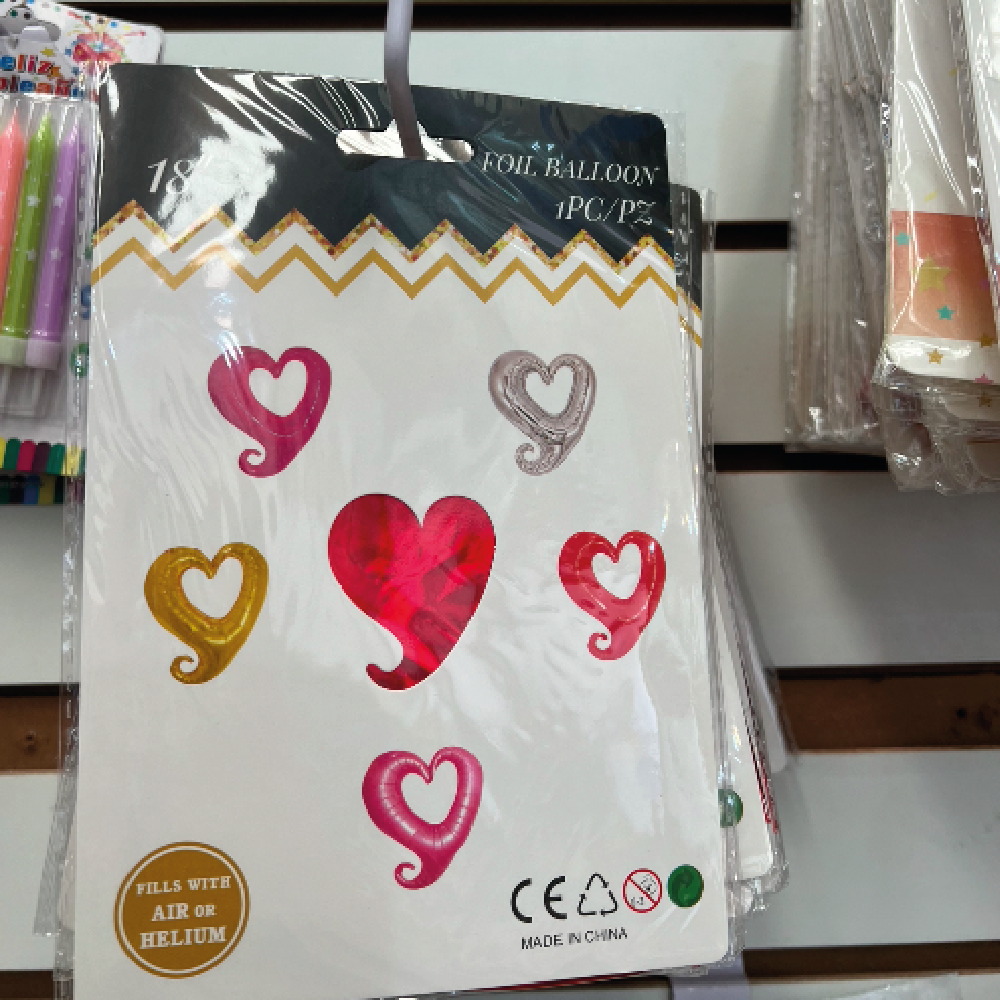 18
FOIL BALLOON
1PC/PZ
FILLS WITH
AIR OR
HELIUM
CE
MADE IN CHINA